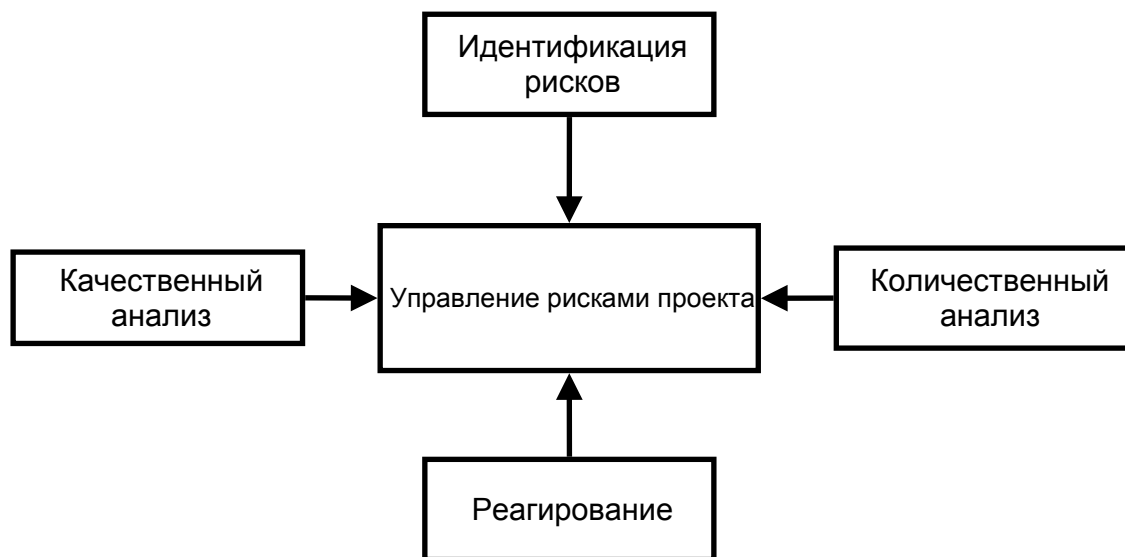 Идентификация
рисков
Качественный
анализ
Управление рисками проекта
Количественный
анализ
Реагирование